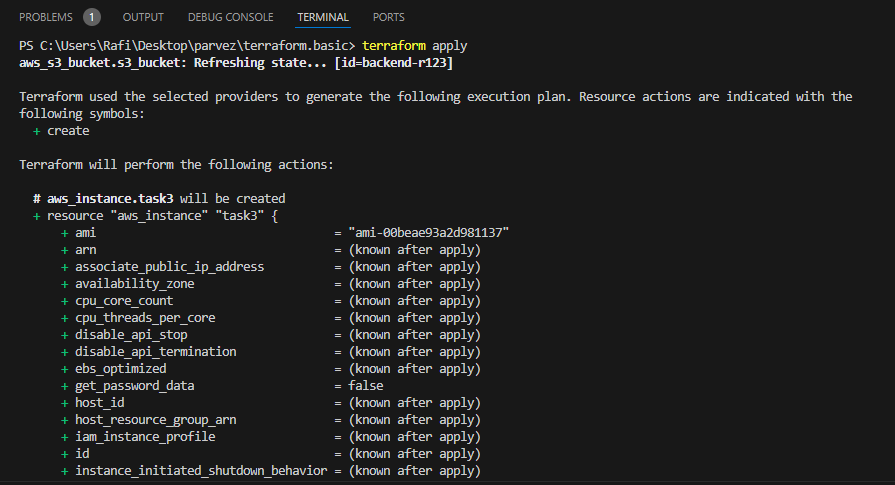 PROBLEMS 1 OUTPUT DEBUG CONSOLE TERMINAL PORTS
PS C:\Users\Rafi\Desktop\parvez\terraform.basic> terraform apply
aws_s3_bucket.s3_bucket: Refreshing state... [id=backend-r123]
Terraform used the selected providers to generate the following execution plan. Resource actions are indicated with the
following symbols:
+ create
Terraform will perform the following actions:
# aws_instance.task3 will be created
+ resource "aws_instance" "task3" {
+ ami = "ami-00beae93a2d981137"
+ arn = (known after apply)
+ associate_public_ip_address = (known after apply)
+ availability_zone = (known after apply)
+ cpu_core_count = (known after apply)
+ cpu_threads_per_core = (known after apply)
+ disable_api_stop = (known after apply)
+ disable_api_termination = (known after apply)
+ ebs_optimized = (known after apply)
+ get_password_data = false
+ host_id = (known after apply)
+ host_resource_group_arn = (known after apply)
+ iam_instance_profile = (known after apply)
+ id = (known after apply)
+ instance_initiated_shutdown_behavior = (known after apply)